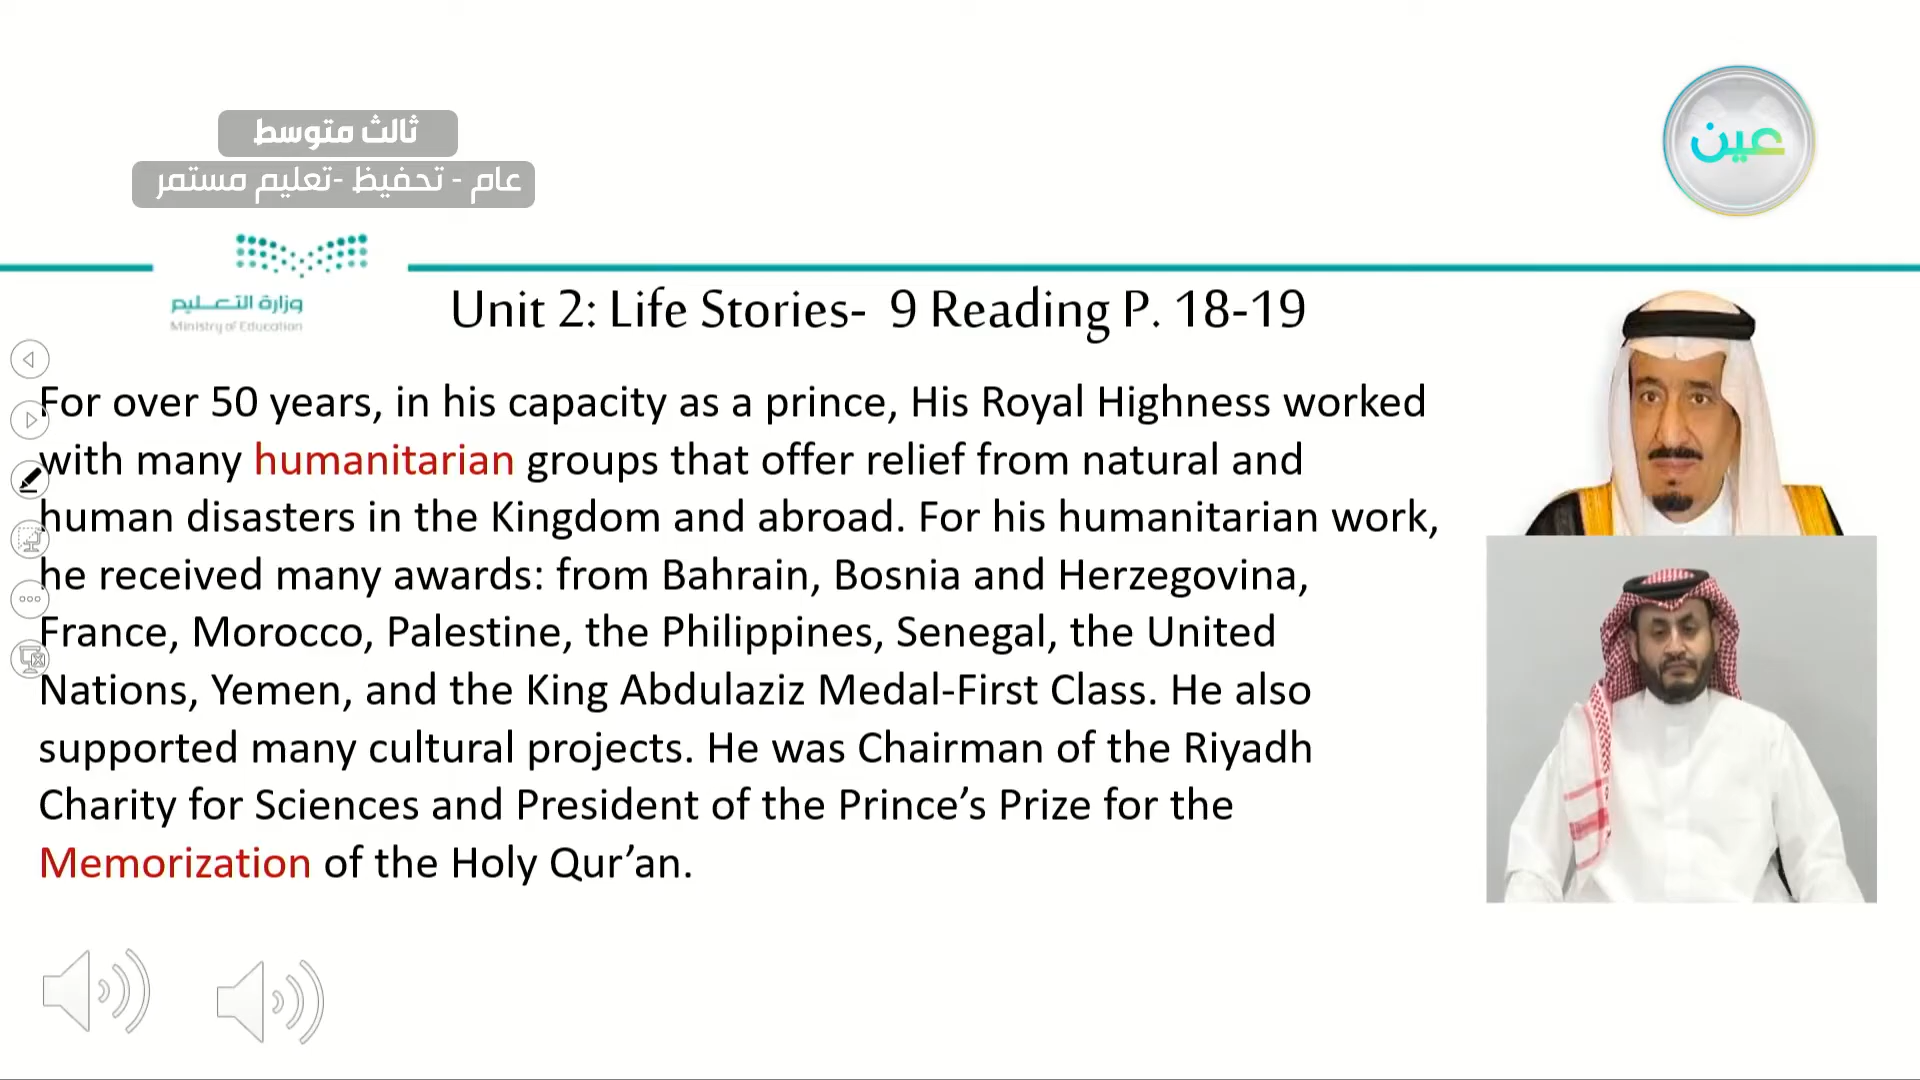 ثالث متوسط
عام - تحفيظ -تعليم مستمر
عين
وزارة التعليم
Ministry of Education
Unit 2: Life Stories-  9 Reading P. 18-19
For over 50 years, in his capacity as a prince, His Royal Highness worked
with many humanitarian groups that offer relief from natural and
human disasters in the Kingdom and abroad. For his humanitarian work,
he received many awards: from Bahrain, Bosnia and Herzegovina,
France, Morocco, Palestine, the Philippines, Senegal, the United
Nations, Yemen, and the King Abdulaziz Medal-First Class. He also
supported many cultural projects. He was Chairman of the Riyadh
Charity for Sciences and President of the Prince’s Prize for the
Memorization of the Holy Qur’an.